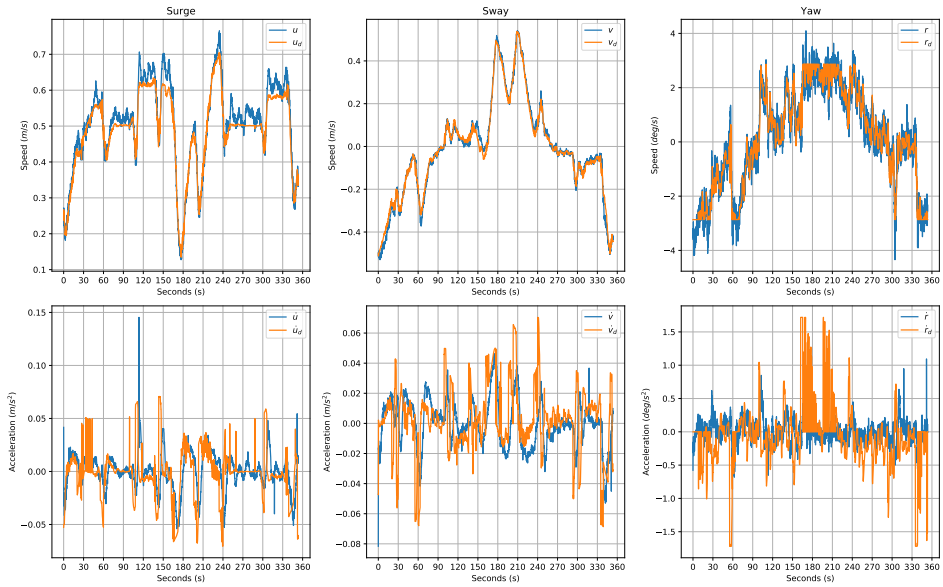 Surge
Speed (m/s)
0.7
0.6
0.5
0.4
0.3
0.2
0.1
u
u_d
0 30 60 90 120 150 180 210 240 270 300 330 360
Seconds (s)
Sway
Speed (m/s)
0.4
0.2
0.0
−0.2
−0.4
v
v_d
0 30 60 90 120 150 180 210 240 270 300 330 360
Seconds (s)
Yaw
Speed (deg/s)
4
2
0
−2
−4
r
r_d
0 30 60 90 120 150 180 210 240 270 300 330 360
Seconds (s)
Acceleration (m/s²)
0.15
0.10
0.05
0.00
−0.05
u̇
u̇_d
0 30 60 90 120 150 180 210 240 270 300 330 360
Seconds (s)
Acceleration (m/s²)
0.06
0.04
0.02
0.00
−0.02
−0.04
−0.06
−0.08
v̇
v̇_d
0 30 60 90 120 150 180 210 240 270 300 330 360
Seconds (s)
Acceleration (deg/s²)
1.5
1.0
0.5
0.0
−0.5
−1.0
−1.5
ṙ
ṙ_d
0 30 60 90 120 150 180 210 240 270 300 330 360
Seconds (s)